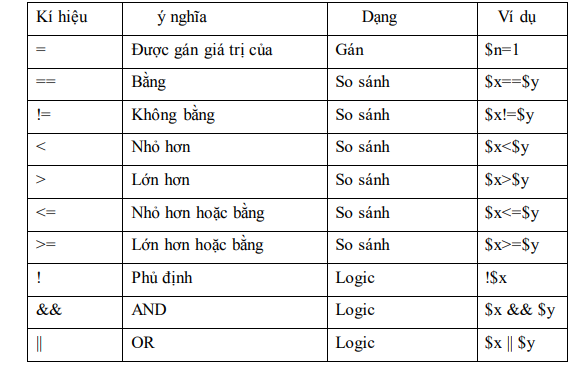 Kí hiệu ý nghĩa Dạng Ví dụ
= Được gán giá trị của Gán $n=1
== Bằng So sánh $x==$y
!= Không bằng So sánh $x!=$y
< Nhỏ hơn So sánh $x<$y
> Lớn hơn So sánh $x>$y
<= Nhỏ hơn hoặc bằng So sánh $x<=$y
>= Lớn hơn hoặc bằng So sánh $x>=$y
! Phủ định Logic !$x
&& AND Logic $x && $y
|| OR Logic $x || $y